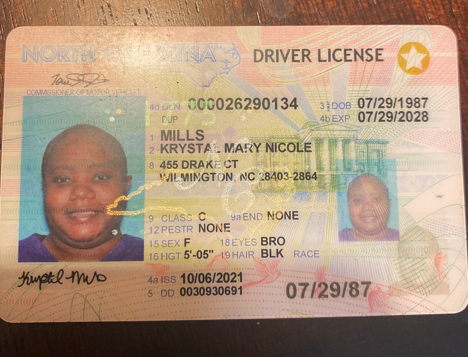 NORTH CAROLINA DRIVER LICENSE
COMMISSIONER OF MOTOR VEHICLES
4d DLN 000026290134 3 DOB 07/29/1987
DUP 4b EXP 07/29/2028
1 MILLS
2 KRYSTAL MARY NICOLE
8 455 DRAKE CT
WILMINGTON, NC 28403-2864
9 CLASS C 9a END NONE
12 RESTR NONE
15 SEX F 18 EYES BRO
16 HGT 5'-05" 19 HAIR BLK RACE
Krystal Mills
4a ISS 10/06/2021
5 DD 0030930691 07/29/87